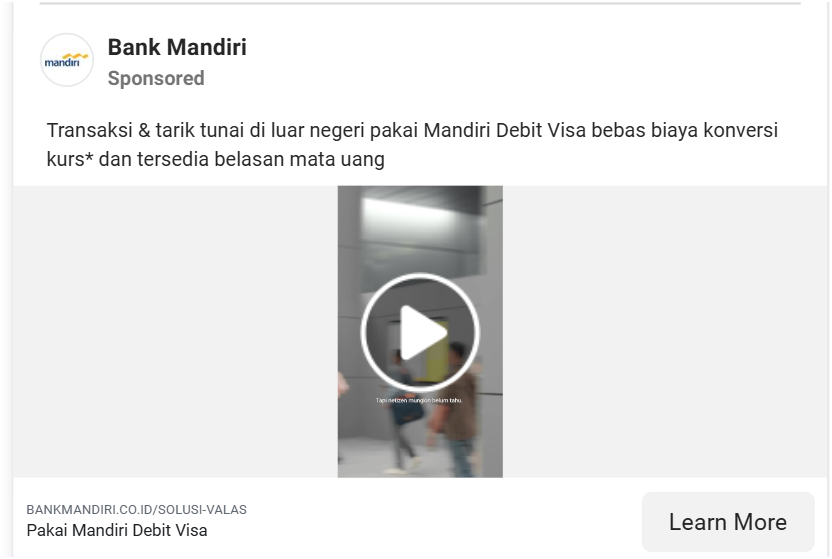 mandiri
Bank Mandiri
Sponsored
Transaksi & tarik tunai di luar negeri pakai Mandiri Debit Visa bebas biaya konversi
kurs* dan tersedia belasan mata uang
Tapi netizen mungkin belum tahu.
BANKMANDIRI.CO.ID/SOLUSI-VALAS
Pakai Mandiri Debit Visa
Learn More